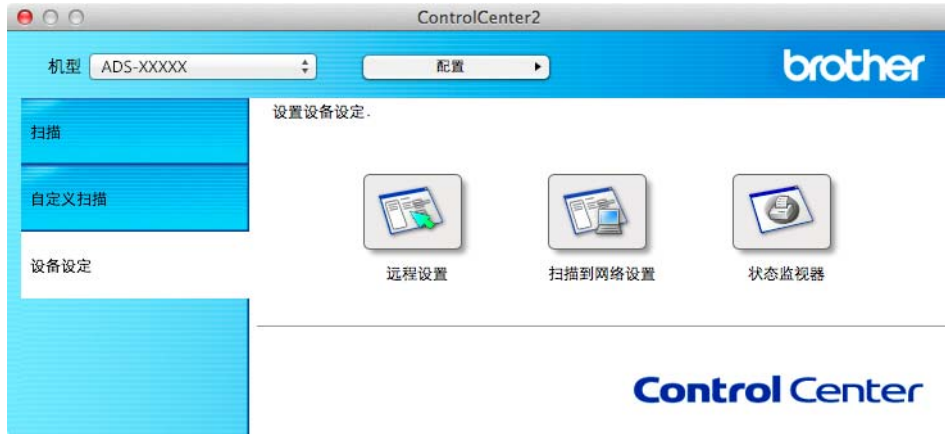 ControlCenter2
机型 ADS-XXXXX 配置
brother
扫描
自定义扫描
设备设定
设置设备设定.
远程设置 扫描到网络设置 状态监视器
Control Center